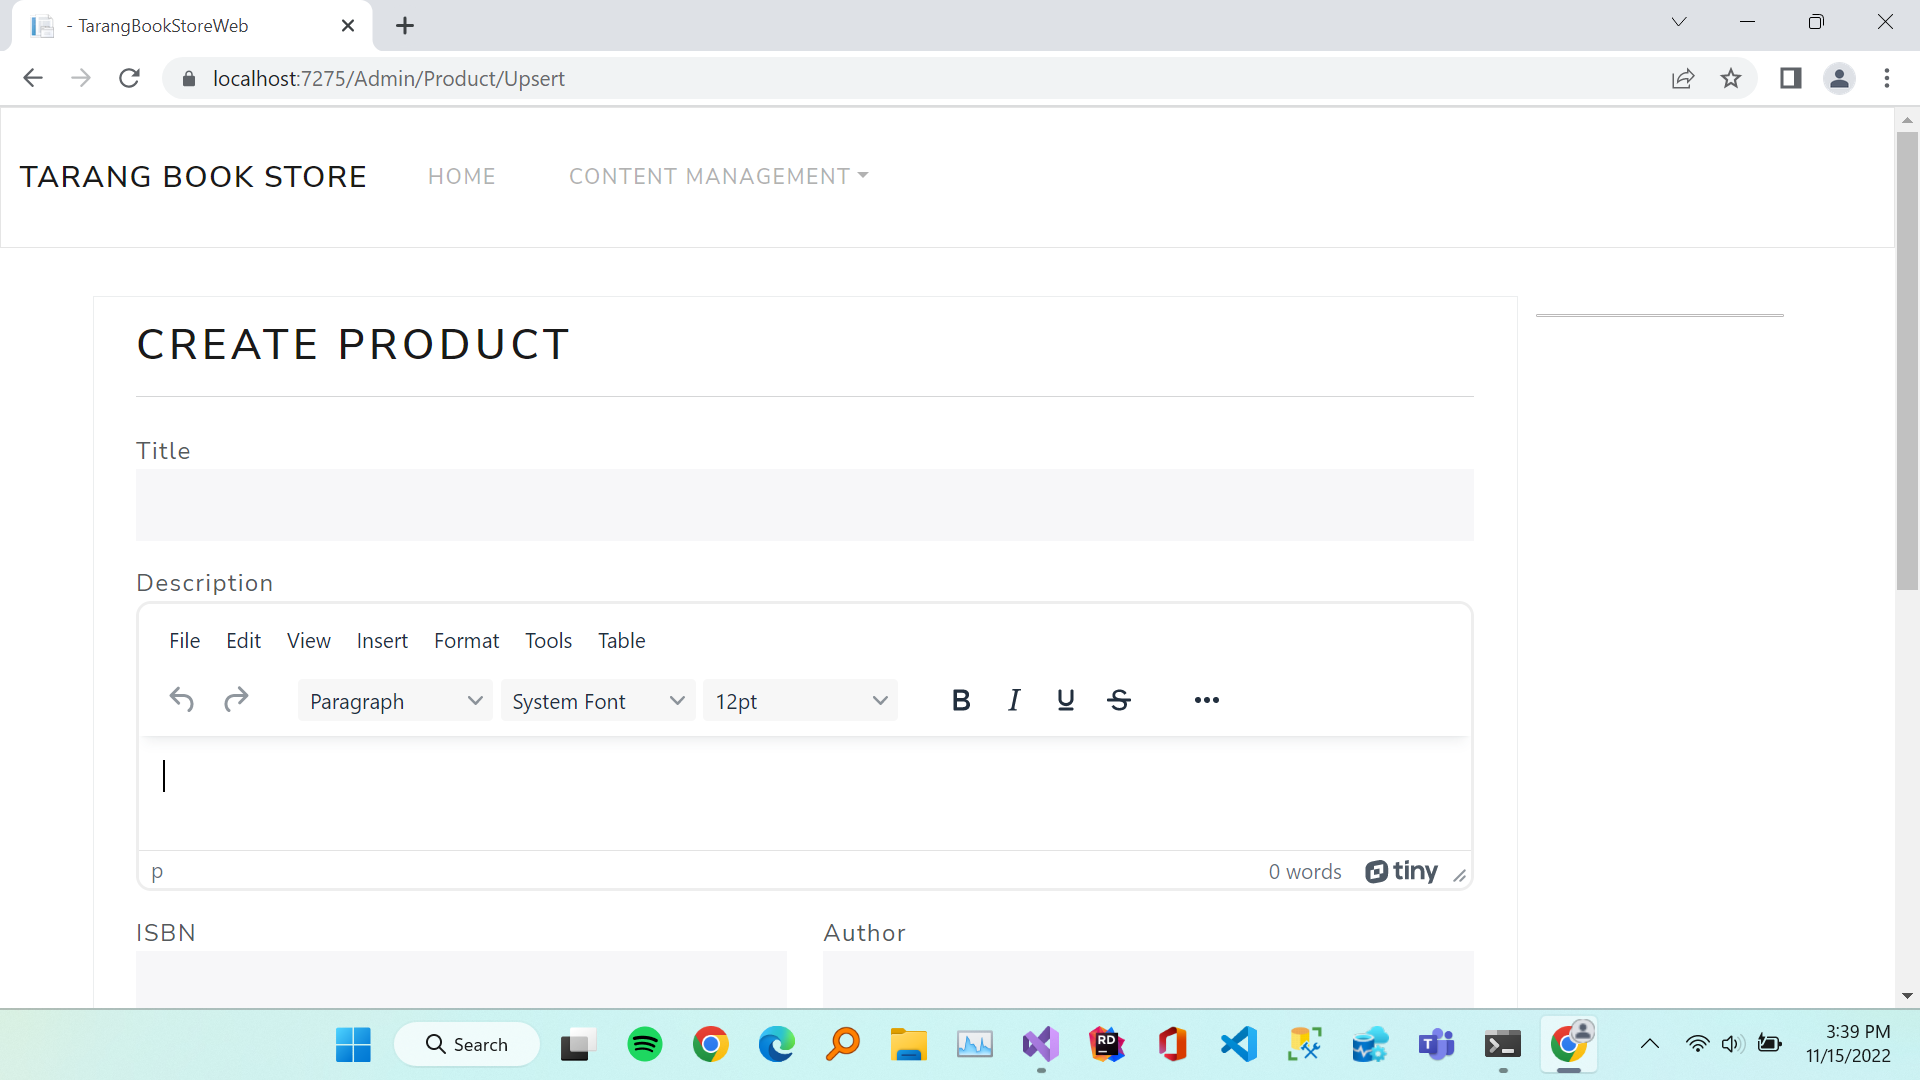 - TarangBookStoreWeb
localhost:7275/Admin/Product/Upsert
TARANG BOOK STORE HOME CONTENT MANAGEMENT
CREATE PRODUCT
Title
Description
File Edit View Insert Format Tools Table
Paragraph System Font 12pt B I U S
p 0 words tiny
ISBN Author
Search
RD
3:39 PM
11/15/2022